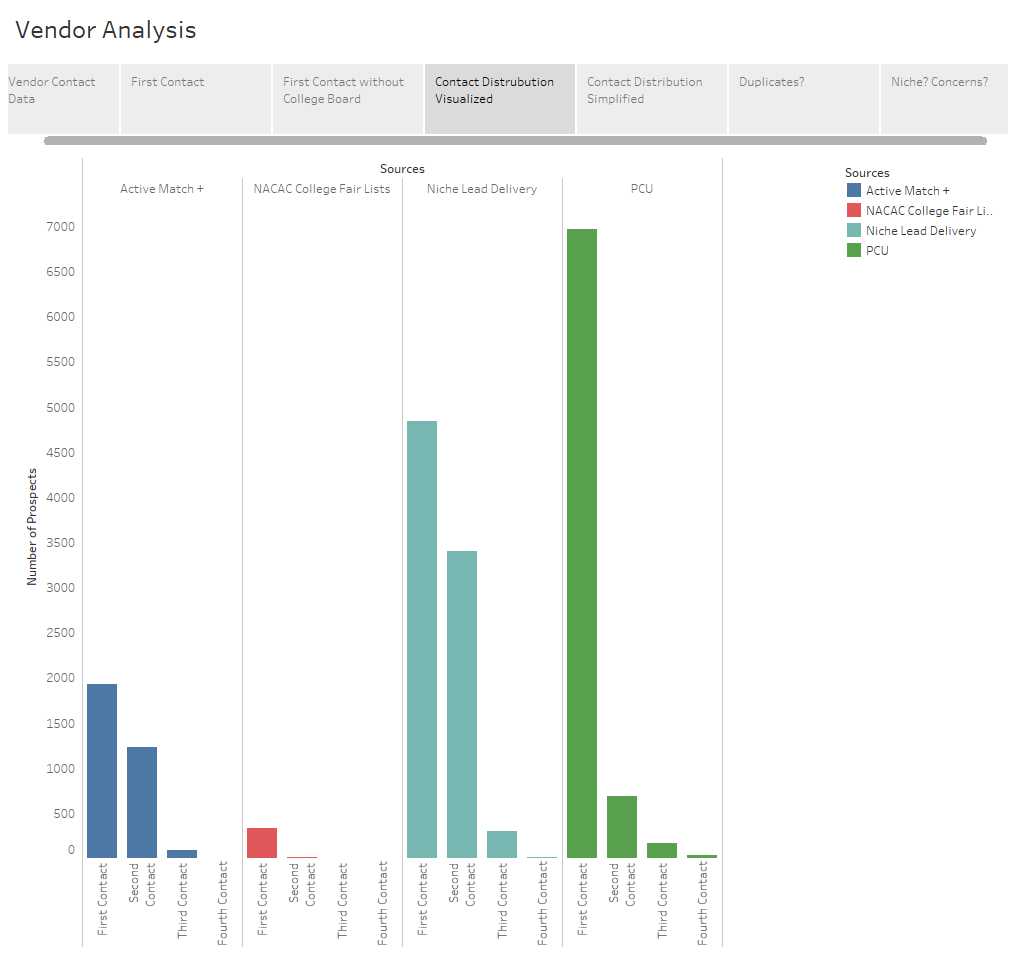 Vendor Analysis
Vendor Contact
Data
First Contact
First Contact without
College Board
Contact Distrubution
Visualized
Contact Distribution
Simplified
Duplicates?
Niche? Concerns?
Sources
Active Match +
NACAC College Fair Lists
Niche Lead Delivery
PCU
Number of Prospects
7000
6500
6000
5500
5000
4500
4000
3500
3000
2500
2000
1500
1000
500
0
First Contact
Second
Contact
Third Contact
Fourth Contact
First Contact
Second
Contact
Third Contact
Fourth Contact
First Contact
Second
Contact
Third Contact
Fourth Contact
First Contact
Second
Contact
Third Contact
Fourth Contact
Sources
Active Match +
NACAC College Fair Li..
Niche Lead Delivery
PCU